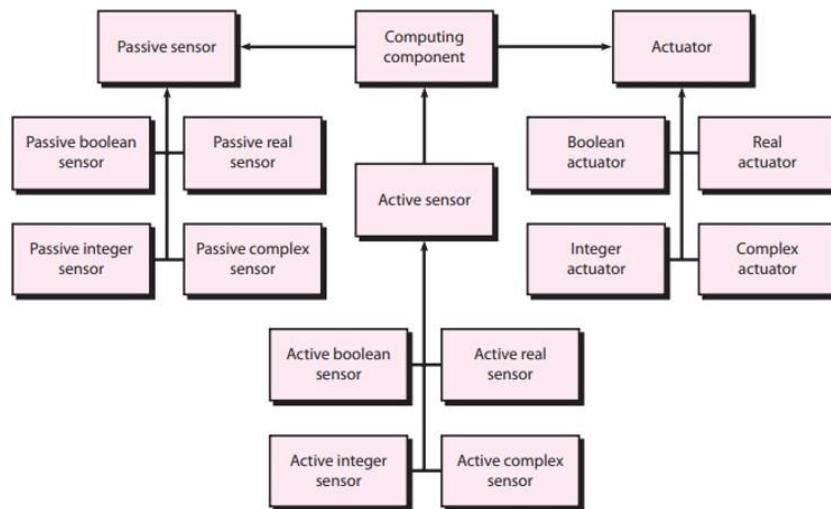 Passive sensor
Computing
component
Actuator
Passive boolean
sensor
Passive real
sensor
Boolean
actuator
Real
actuator
Active sensor
Passive integer
sensor
Passive complex
sensor
Integer
actuator
Complex
actuator
Active boolean
sensor
Active real
sensor
Active integer
sensor
Active complex
sensor